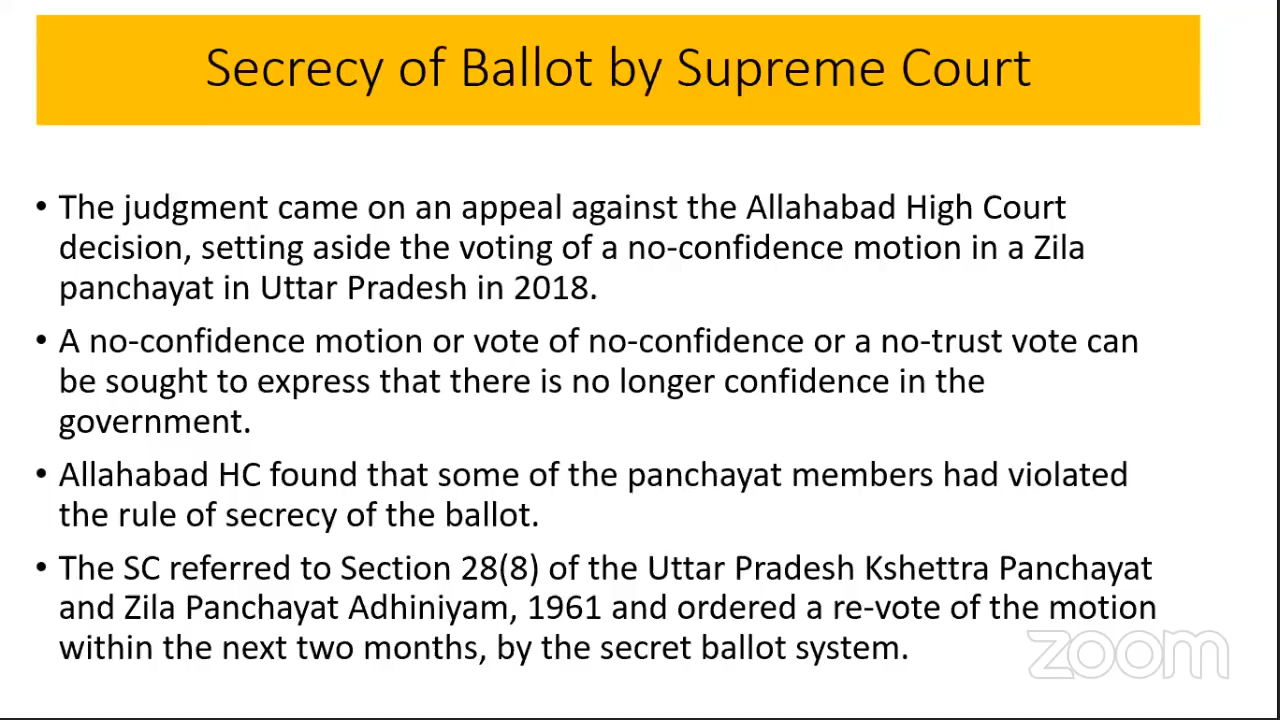 Secrecy of Ballot by Supreme Court
• The judgment came on an appeal against the Allahabad High Court
decision, setting aside the voting of a no-confidence motion in a Zila
panchayat in Uttar Pradesh in 2018.
• A no-confidence motion or vote of no-confidence or a no-trust vote can
be sought to express that there is no longer confidence in the
government.
• Allahabad HC found that some of the panchayat members had violated
the rule of secrecy of the ballot.
• The SC referred to Section 28(8) of the Uttar Pradesh Kshettra Panchayat
and Zila Panchayat Adhiniyam, 1961 and ordered a re-vote of the motion
within the next two months, by the secret ballot system.
zoom